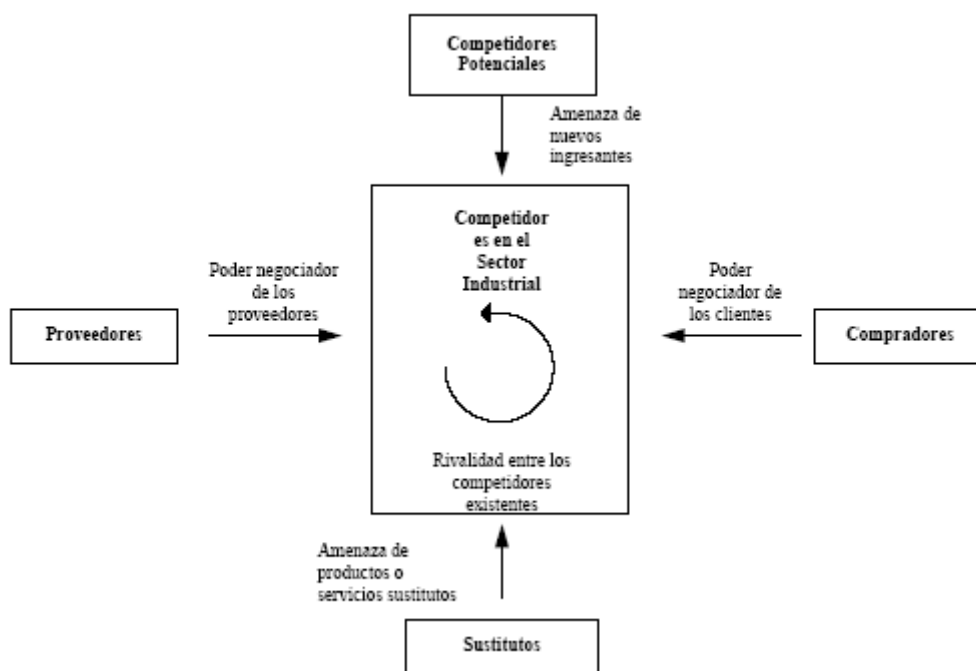 Competidores
Potenciales
Amenaza de
nuevos
ingresantes
Competidor
es en el
Sector
Industrial
Poder negociador
de los
proveedores
Proveedores
Poder
negociador de
los clientes
Compradores
Rivalidad entre los
competidores
existentes
Amenaza de
productos o
servicios sustitutos
Sustitutos